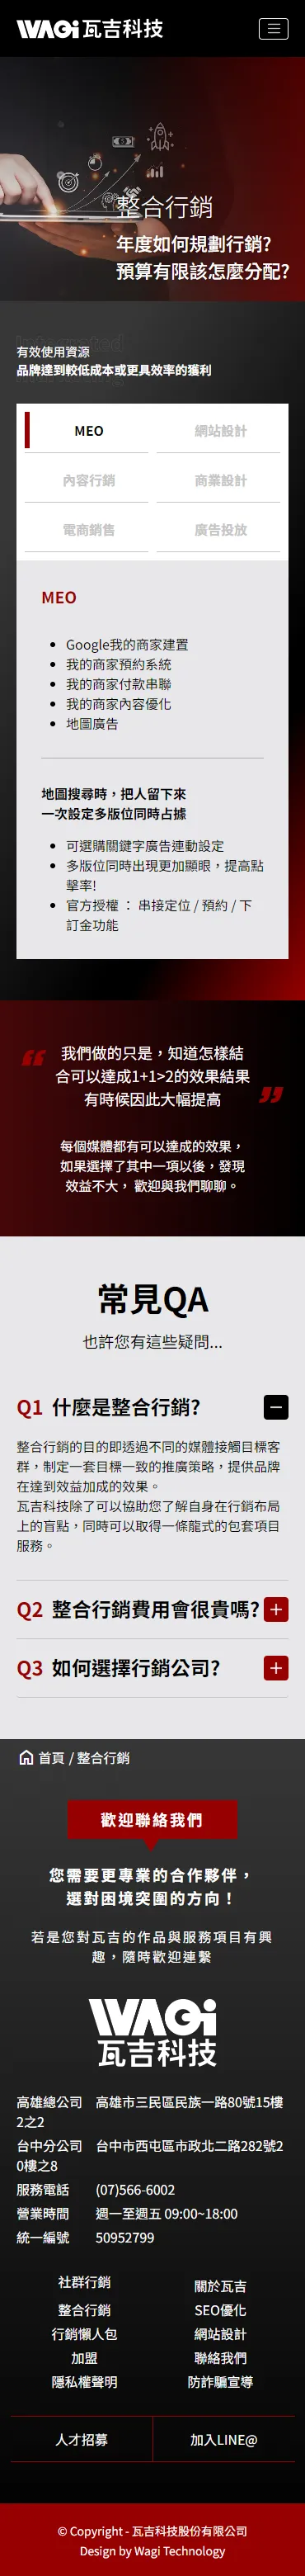 WAGi 瓦吉科技
整合行銷
年度如何規劃行銷?
預算有限該怎麼分配?
有效使用資源
品牌達到較低成本或更具效率的獲利
MEO
網站設計
內容行銷
商業設計
電商銷售
廣告投放
MEO
Google我的商家建置
我的商家預約系統
我的商家付款串聯
我的商家內容優化
地圖廣告
地圖搜尋時，把人留下來
一次設定多版位同時占據
可選購關鍵字廣告連動設定
多版位同時出現更加顯眼，提高點
擊率!
官方授權 ： 串接定位 / 預約 / 下
訂金功能
我們做的只是，知道怎樣結
合可以達成1+1>2的效果結果
有時候因此大幅提高
每個媒體都有可以達成的效果，
如果選擇了其中一項以後，發現
效益不大， 歡迎與我們聊聊。
常見QA
也許您有這些疑問...
Q1 什麼是整合行銷?
整合行銷的目的即透過不同的媒體接觸目標客
群，制定一套目標一致的推廣策略，提供品牌
在達到效益加成的效果。
瓦吉科技除了可以協助您了解自身在行銷布局
上的盲點，同時可以取得一條龍式的包套項目
服務。
Q2 整合行銷費用會很貴嗎?
Q3 如何選擇行銷公司?
首頁 / 整合行銷
歡迎聯絡我們
您需要更專業的合作夥伴，
選對困境突圍的方向！
若是您對瓦吉的作品與服務項目有興
趣，隨時歡迎連繫
WAGi
瓦吉科技
高雄總公司 高雄市三民區民族一路80號15樓
2之2
台中分公司 台中市西屯區市政北二路282號2
0樓之8
服務電話 (07)566-6002
營業時間 週一至週五 09:00~18:00
統一編號 50952799
社群行銷
關於瓦吉
整合行銷
SEO優化
行銷懶人包
網站設計
加盟
聯絡我們
隱私權聲明
防詐騙宣導
人才招募
加入LINE@
© Copyright - 瓦吉科技股份有限公司
Design by Wagi Technology